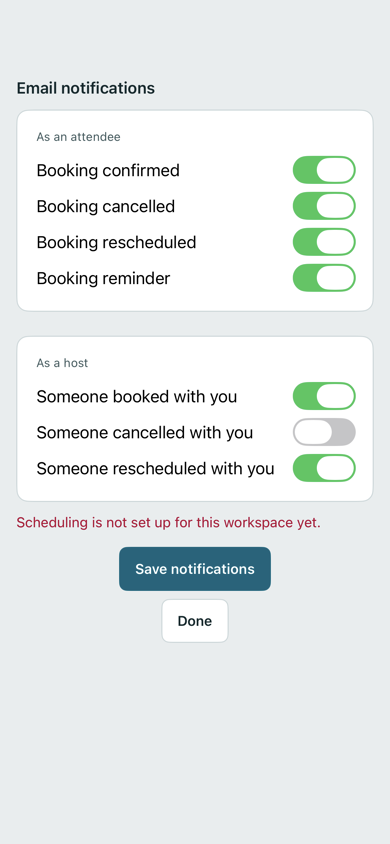 Email notifications
As an attendee
Booking confirmed
Booking cancelled
Booking rescheduled
Booking reminder
As a host
Someone booked with you
Someone cancelled with you
Someone rescheduled with you
Scheduling is not set up for this workspace yet.
Save notifications
Done